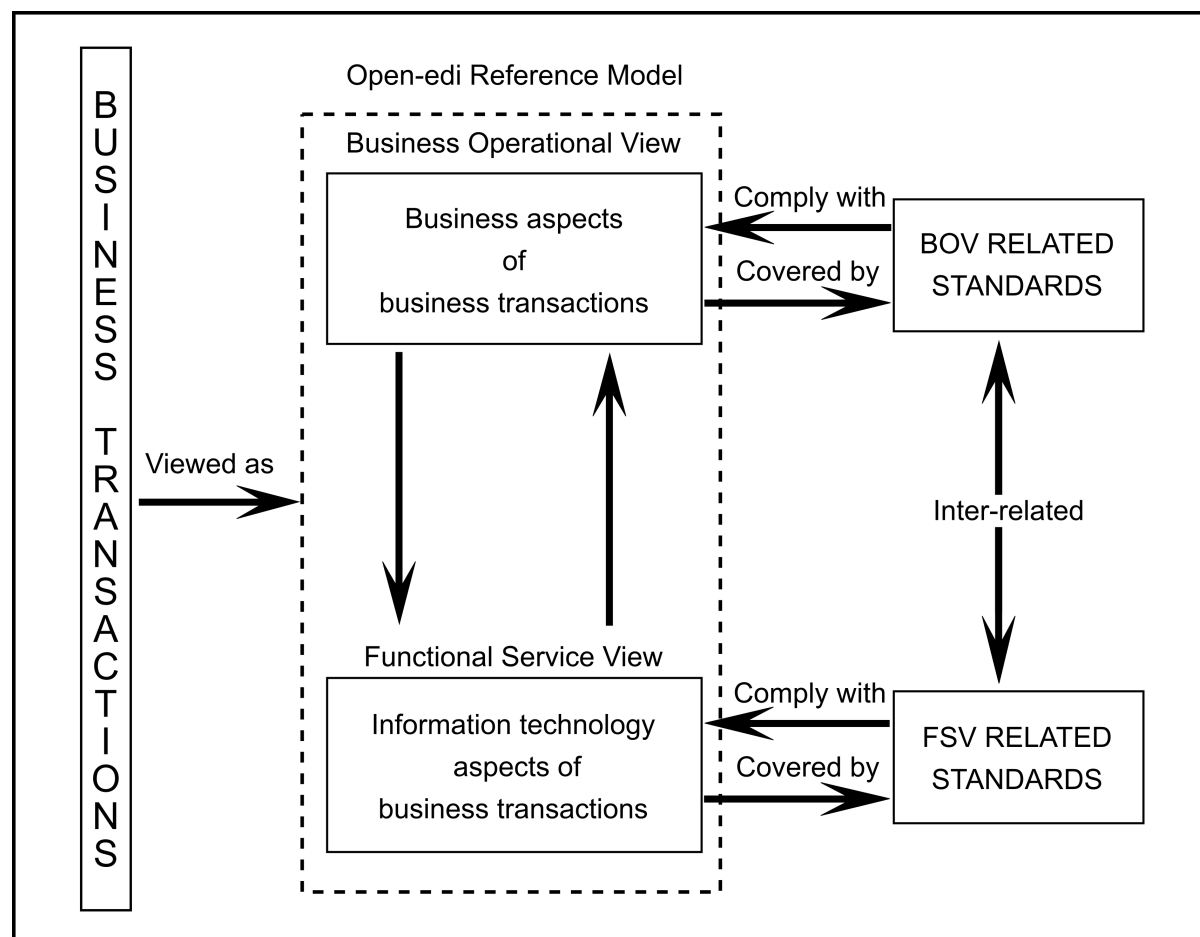 BUSINESS TRANSACTIONS
Open-edi Reference Model
Business Operational View
Business aspects
of
business transactions
Comply with
Covered by
BOV RELATED
STANDARDS
Viewed as
Inter-related
Functional Service View
Information technology
aspects of
business transactions
Comply with
Covered by
FSV RELATED
STANDARDS